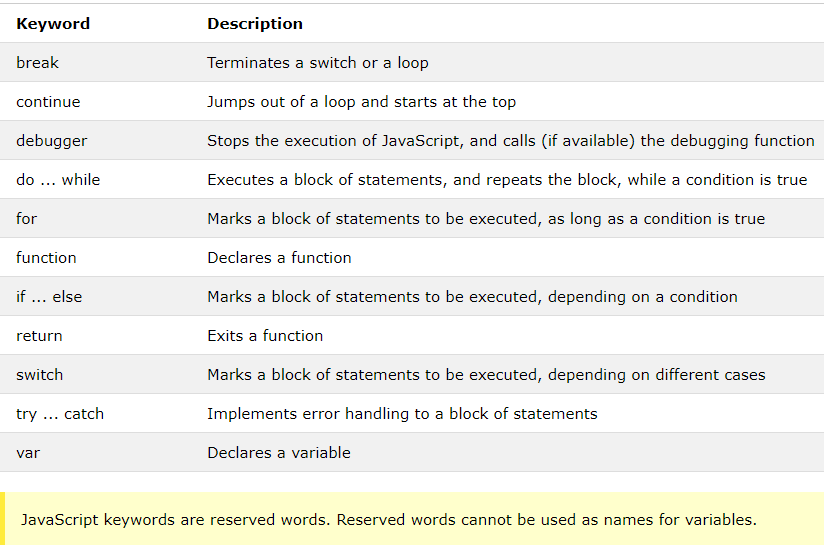 Keyword Description
break Terminates a switch or a loop
continue Jumps out of a loop and starts at the top
debugger Stops the execution of JavaScript, and calls (if available) the debugging function
do ... while Executes a block of statements, and repeats the block, while a condition is true
for Marks a block of statements to be executed, as long as a condition is true
function Declares a function
if ... else Marks a block of statements to be executed, depending on a condition
return Exits a function
switch Marks a block of statements to be executed, depending on different cases
try ... catch Implements error handling to a block of statements
var Declares a variable
JavaScript keywords are reserved words. Reserved words cannot be used as names for variables.